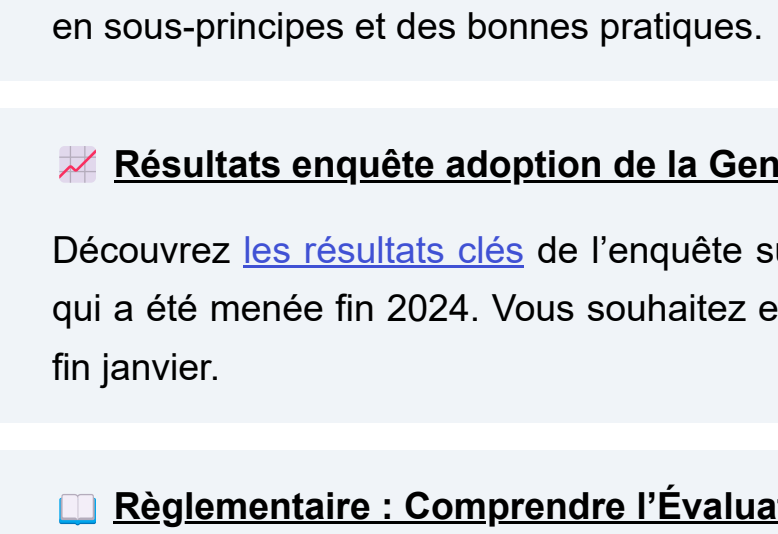 en sous-principes et des bonnes pratiques.
Résultats enquête adoption de la Gen
Découvrez les résultats clés de l’enquête su
qui a été menée fin 2024. Vous souhaitez e
fin janvier.
Règlementaire : Comprendre l’Évalua